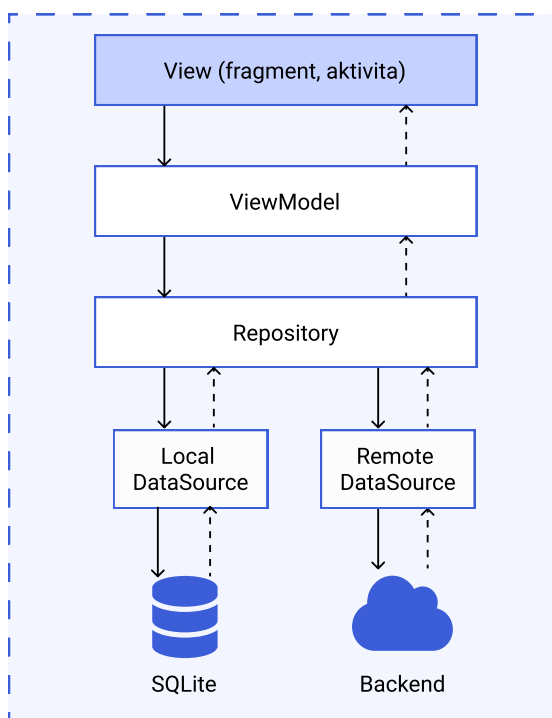 View (fragment, aktivita)
ViewModel
Repository
Local
DataSource
Remote
DataSource
SQLite
Backend